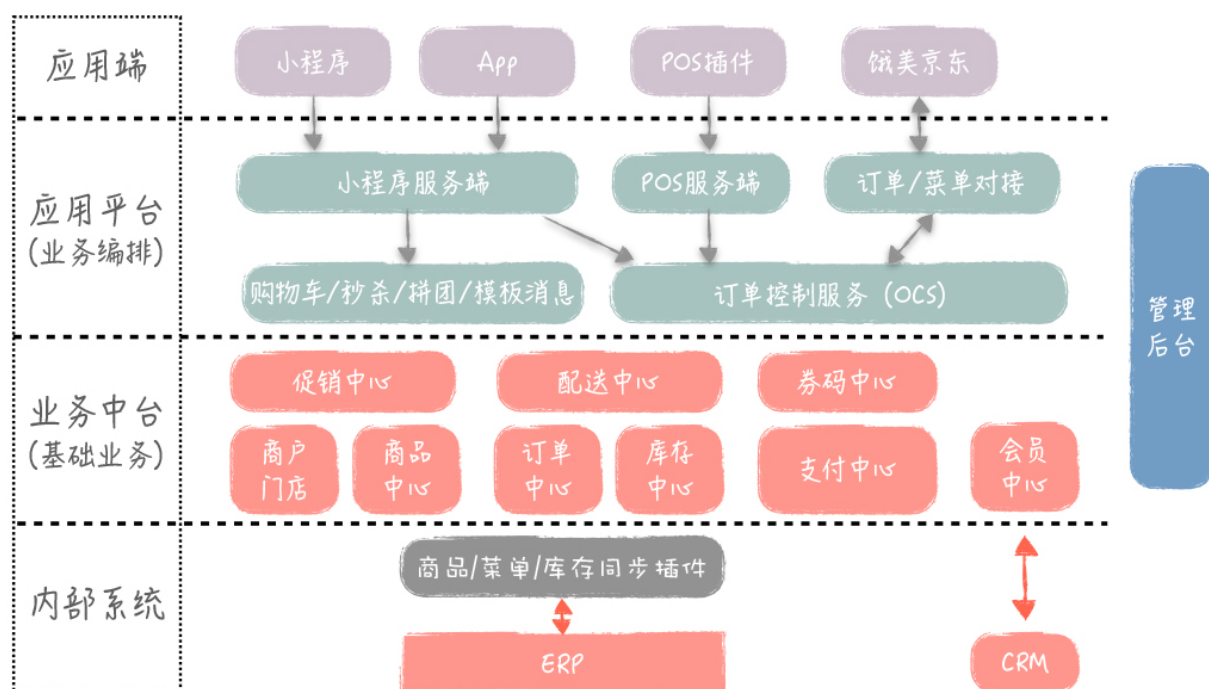 应用端
小程序
App
POS插件
饿美京东
应用平台
(业务编排)
小程序服务端
POS服务端
订单/菜单对接
购物车/秒杀/拼团/模板消息
订单控制服务 (OCS)
管理
后台
业务中台
(基础业务)
促销中心
配送中心
券码中心
商户
门店
商品
中心
订单
中心
库存
中心
支付中心
会员
中心
内部系统
商品/菜单/库存同步插件
ERP
CRM